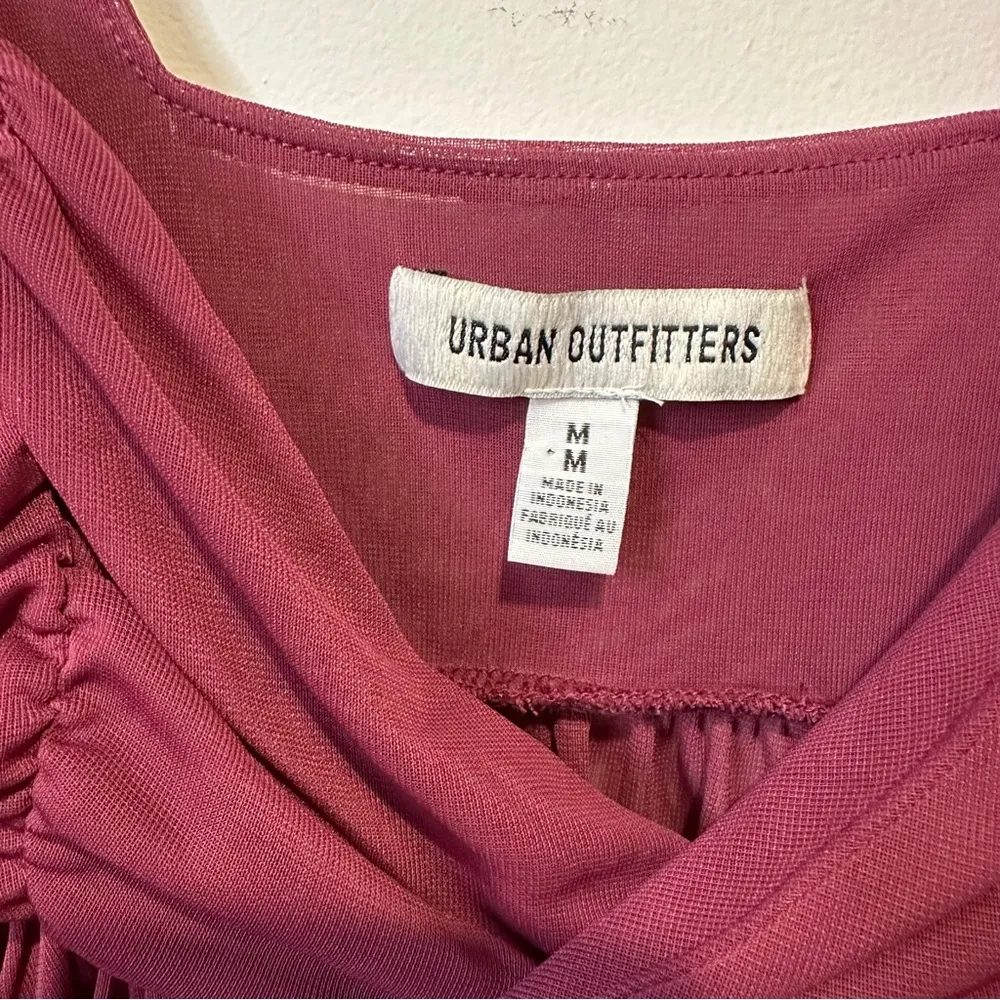 URBAN OUTFITTERS
M
M
MADE IN
INDONESIA
FABRIQUÉ AU
INDONÉSIA